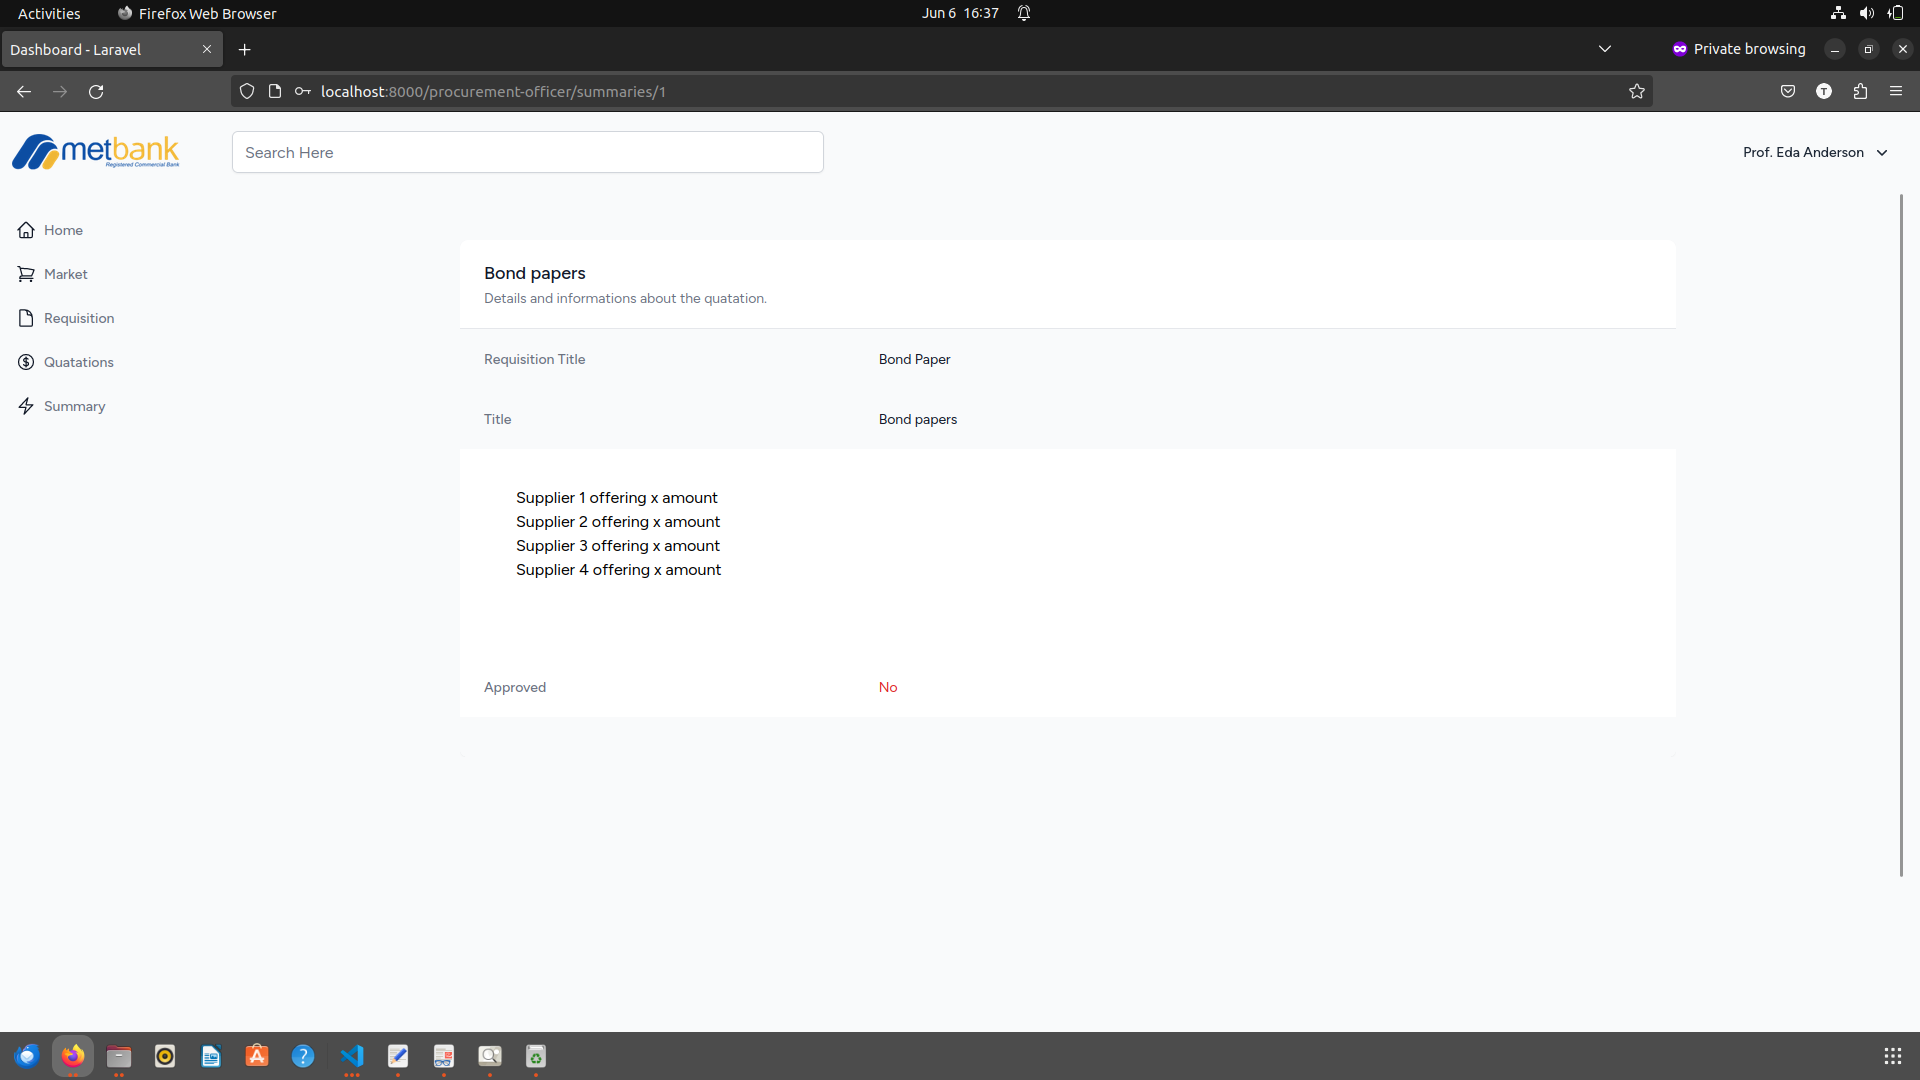 Activities
Firefox Web Browser
Jun 6 16:37
Dashboard - Laravel
Private browsing
localhost:8000/procurement-officer/summaries/1
T
metbank
Registered Commercial Bank
Search Here
Prof. Eda Anderson
Home
Market
Requisition
Quatations
Summary
Bond papers
Details and informations about the quatation.
Requisition Title
Bond Paper
Title
Bond papers
Supplier 1 offering x amount
Supplier 2 offering x amount
Supplier 3 offering x amount
Supplier 4 offering x amount
Approved
No